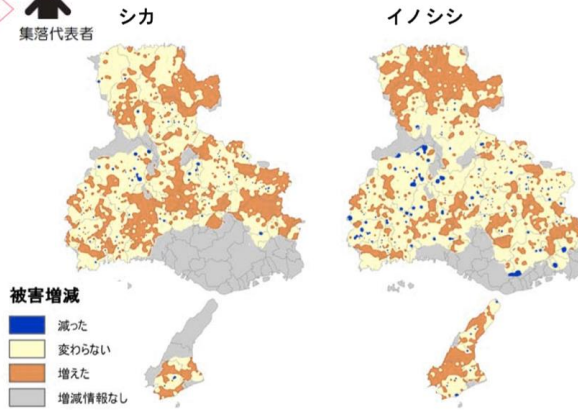 シカ
イノシシ
集落代表者
被害増減
減った
変わらない
増えた
増減情報なし